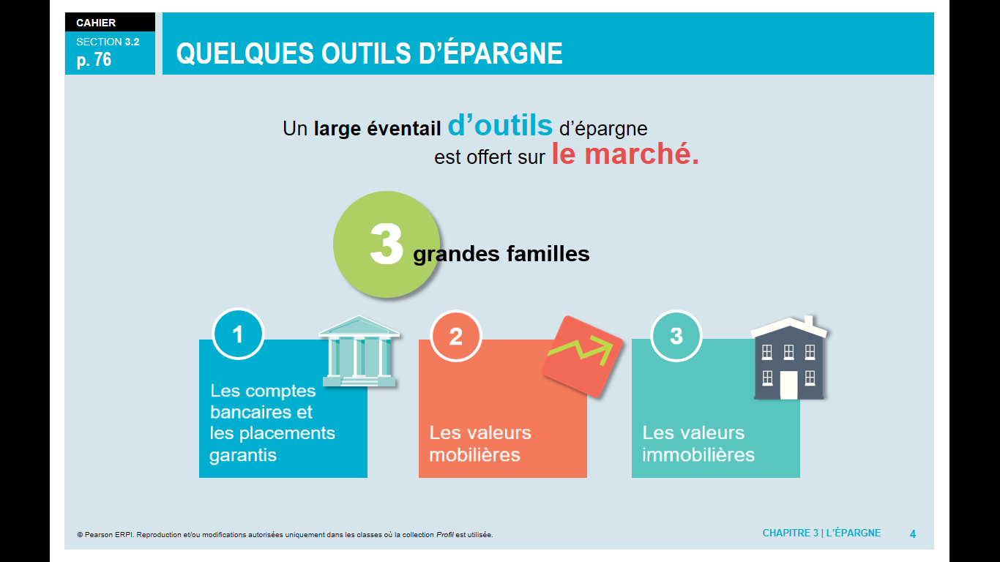 CAHIER
SECTION 3.2
p. 76
QUELQUES OUTILS D’ÉPARGNE
Un large éventail d’outils d’épargne
est offert sur le marché.
3 grandes familles
1
Les comptes
bancaires et
les placements
garantis
2
Les valeurs
mobilières
3
Les valeurs
immobilières
© Pearson ERPI. Reproduction et/ou modifications autorisées uniquement dans les classes où la collection Profil est utilisée.
CHAPITRE 3 | L’ÉPARGNE 4